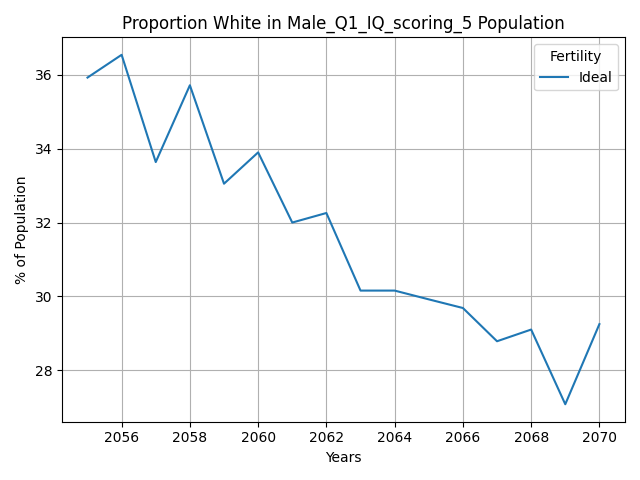 Proportion White in Male_Q1_IQ_scoring_5 Population
Fertility
Ideal
% of Population
36
34
32
30
28
2056 2058 2060 2062 2064 2066 2068 2070
Years